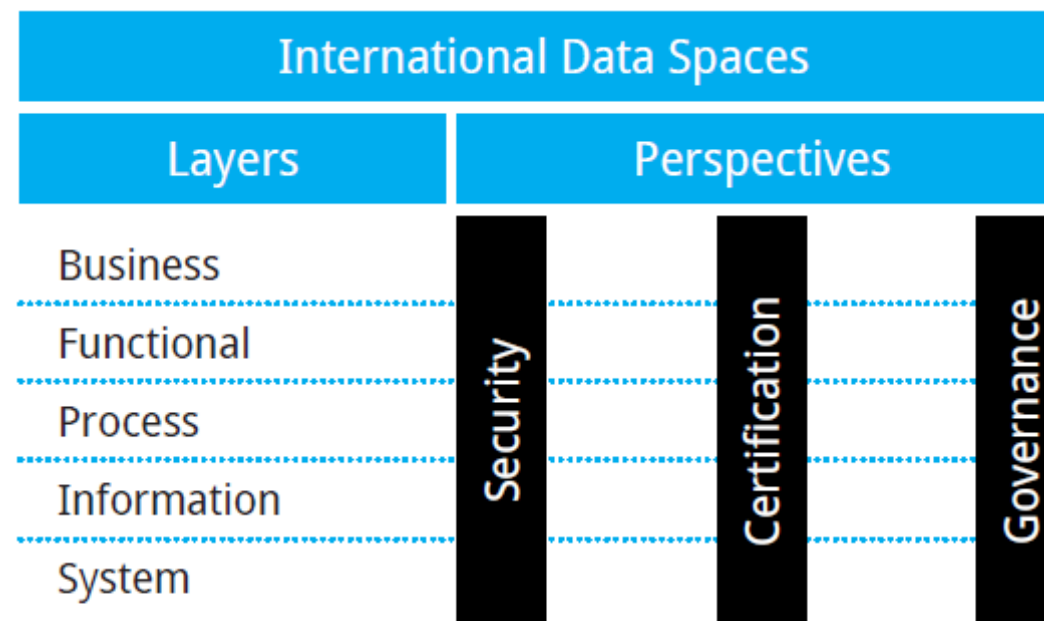 International Data Spaces
Layers
Perspectives
Business
Functional
Process
Information
System
Security
Certification
Governance